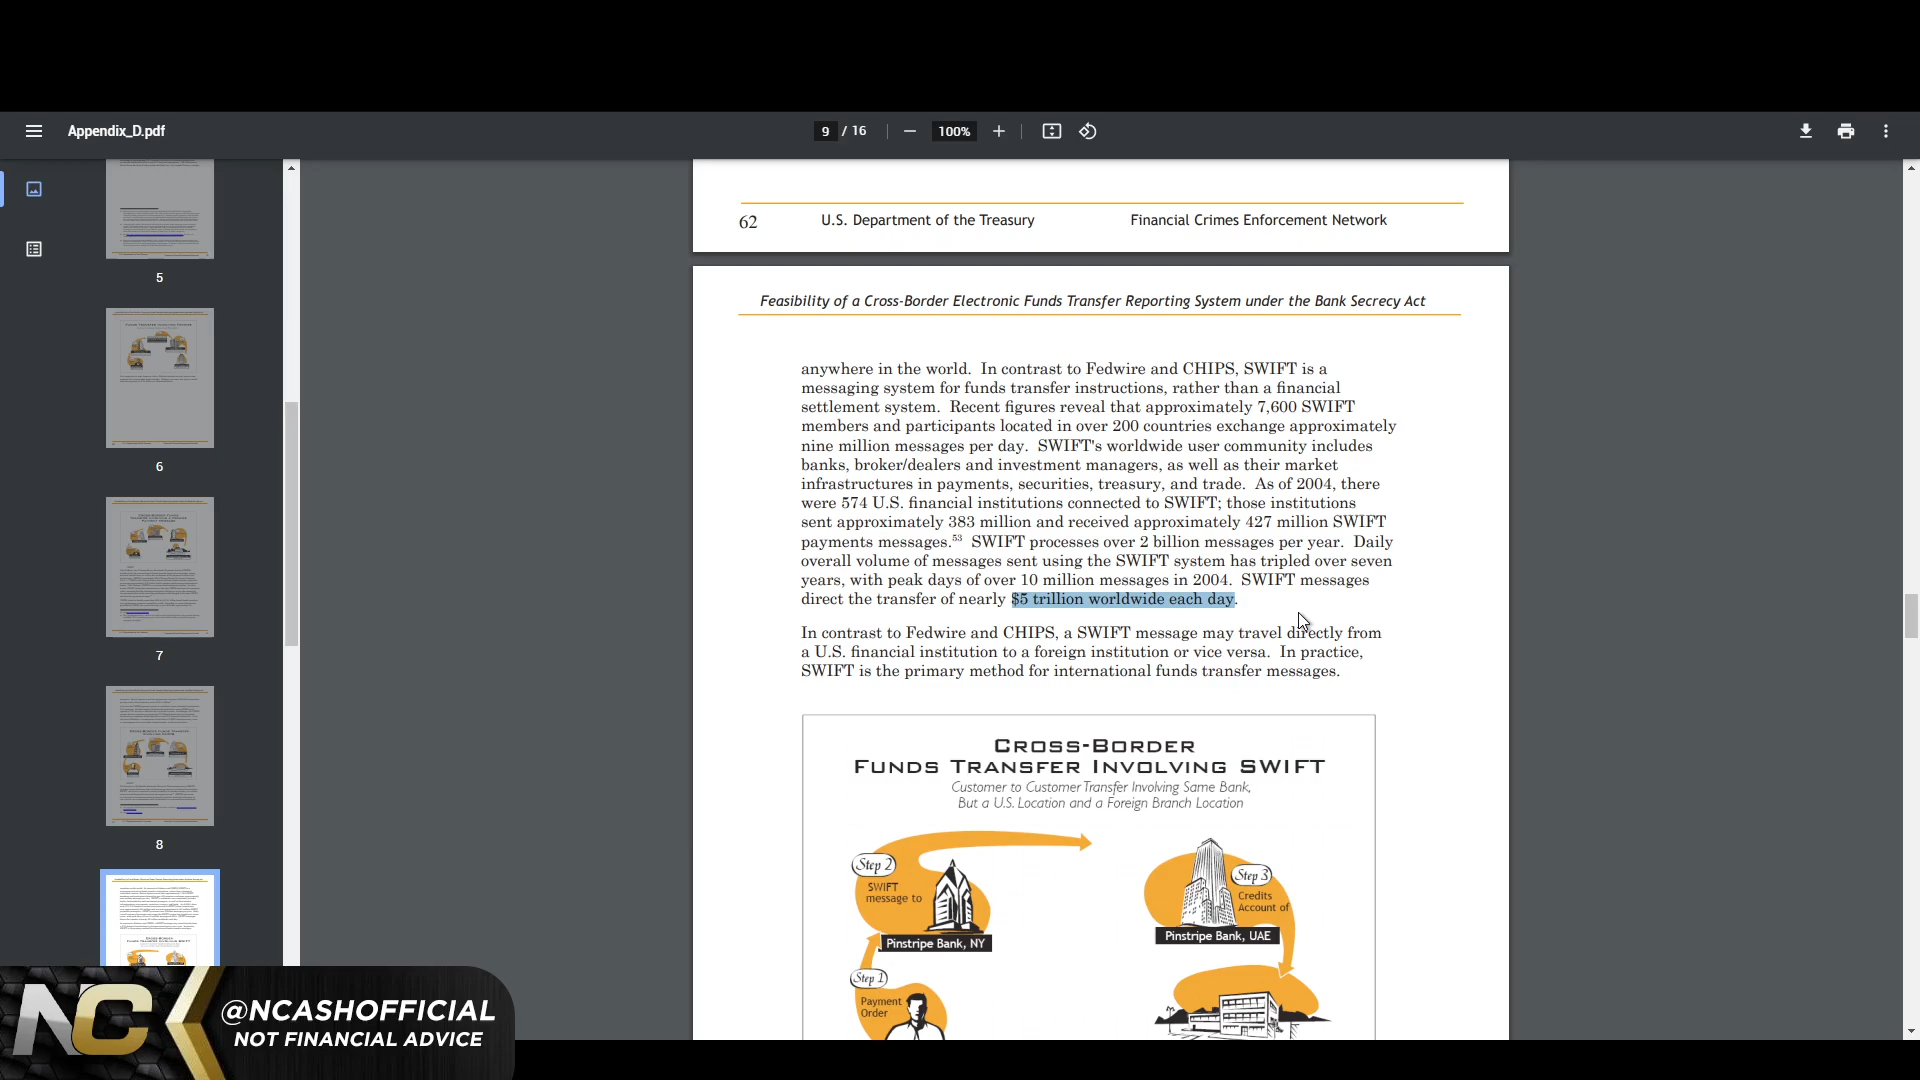 Appendix_D.pdf
9 / 16
100%
5
6
7
8
62 U.S. Department of the Treasury Financial Crimes Enforcement Network
Feasibility of a Cross-Border Electronic Funds Transfer Reporting System under the Bank Secrecy Act
anywhere in the world. In contrast to Fedwire and CHIPS, SWIFT is a
messaging system for funds transfer instructions, rather than a financial
settlement system. Recent figures reveal that approximately 7,600 SWIFT
members and participants located in over 200 countries exchange approximately
nine million messages per day. SWIFT's worldwide user community includes
banks, broker/dealers and investment managers, as well as their market
infrastructures in payments, securities, treasury, and trade. As of 2004, there
were 574 U.S. financial institutions connected to SWIFT; those institutions
sent approximately 383 million and received approximately 427 million SWIFT
payments messages.53 SWIFT processes over 2 billion messages per year. Daily
overall volume of messages sent using the SWIFT system has tripled over seven
years, with peak days of over 10 million messages in 2004. SWIFT messages
direct the transfer of nearly $5 trillion worldwide each day.
In contrast to Fedwire and CHIPS, a SWIFT message may travel directly from
a U.S. financial institution to a foreign institution or vice versa. In practice,
SWIFT is the primary method for international funds transfer messages.
CROSS-BORDER
FUNDS TRANSFER INVOLVING SWIFT
Customer to Customer Transfer Involving Same Bank,
But a U.S. Location and a Foreign Branch Location
Step 2
SWIFT
message to
Pinstripe Bank, NY
Step 3
Credits
Account of
Pinstripe Bank, UAE
Step 1
Payment
Order
NC
@NCASHOFFICIAL
NOT FINANCIAL ADVICE